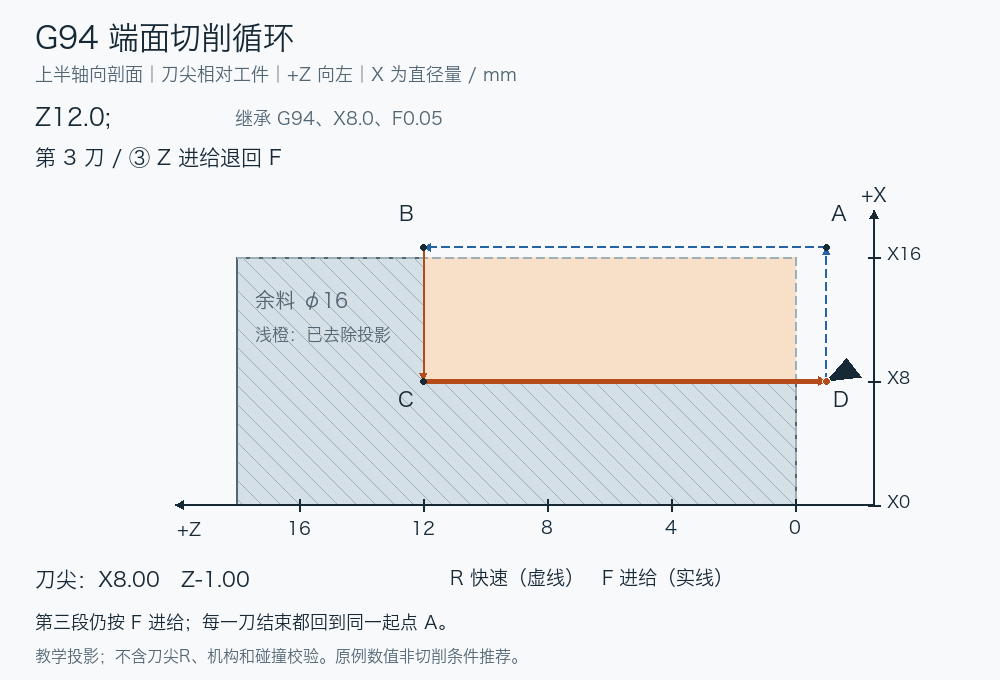 G94 端面切削循环
上半轴向剖面｜刀尖相对工件｜+Z 向左｜X 为直径量 / mm
Z12.0;
继承 G94、X8.0、F0.05
第 3 刀 / ③ Z 进给退回 F
+X
B
A
X16
余料 φ16
浅橙：已去除投影
X8
C
D
X0
+Z
16
12
8
4
0
刀尖：X8.00 Z-1.00
R 快速（虚线） F 进给（实线）
第三段仍按 F 进给；每一刀结束都回到同一起点 A。
教学投影；不含刀尖R、机构和碰撞校验。原例数值非切削条件推荐。